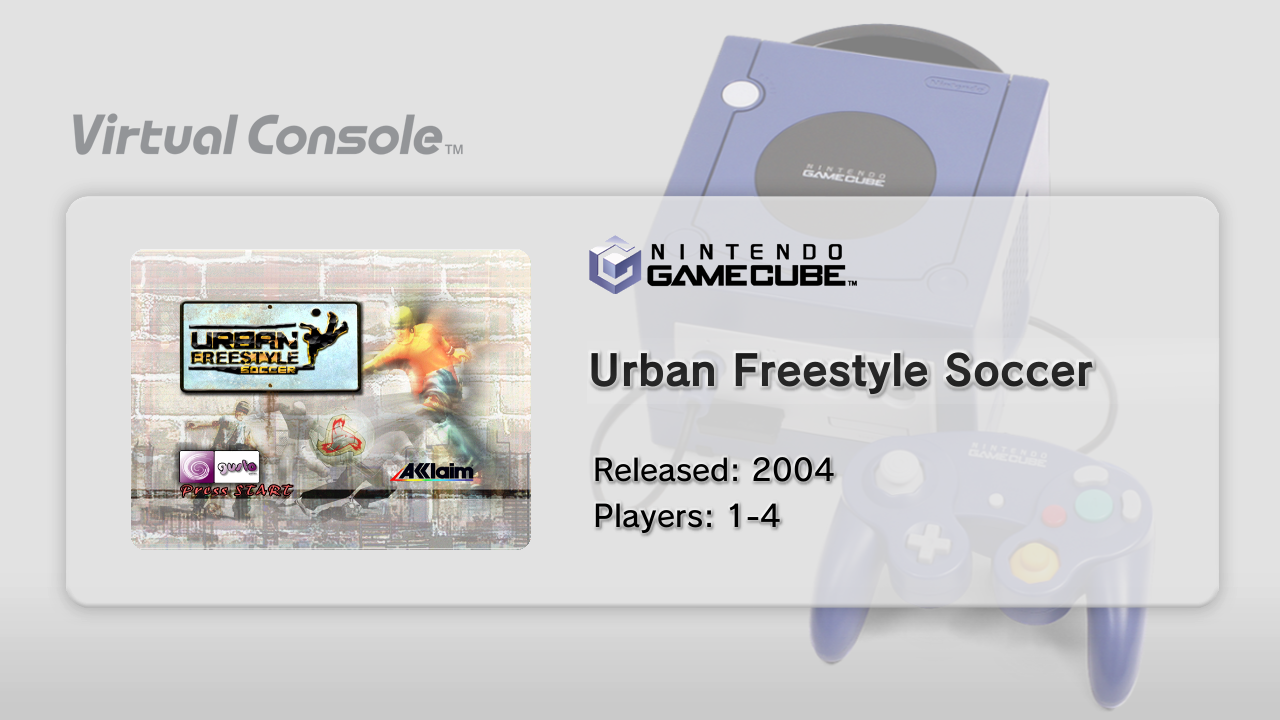 Virtual Console™
NINTENDO
GAMECUBE
NINTENDO
GAMECUBE™
Urban Freestyle Soccer
Released: 2004
Players: 1-4
URBAN
FREESTYLE
SOCCER
gusto
Acclaim
Press START
Nintendo
NINTENDO
GAMECUBE